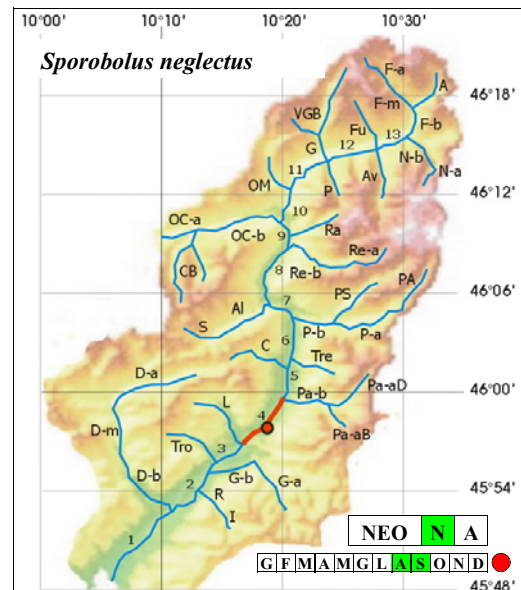 10°00'
10°10'
10°20'
10°30'
Sporobolus neglectus
F-a
A
46°18'
VGB
F-m
Fu
F-b
13
G
12
N-b
11
N-a
OM
P
Av
46°12'
10
OC-a
Ra
OC-b
9
Re-a
8
Re-b
CB
PS
PA
46°06'
7
Al
S
P-b
P-a
6
C
Tre
5
D-a
Pa-b
Pa-aD
46°00'
L
4
D-m
Pa-aB
Tro
3
D-b
G-b
G-a
45°54'
2
R
I
1
NEO N A
G F M A M G L A S O N D
45°48'